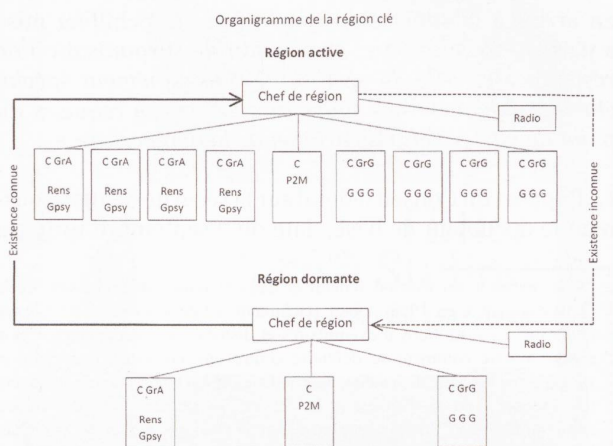 Organigramme de la région clé
Région active
Chef de région
Radio
C GrA
Rens
Gpsy
C GrA
Rens
Gpsy
C GrA
Rens
Gpsy
C GrA
Rens
Gpsy
C
P2M
C GrG
G G G
C GrG
G G G
C GrG
G G G
C GrG
G G G
Existence connue
Existence inconnue
Région dormante
Chef de région
Radio
C GrA
Rens
Gpsy
C
P2M
C GrG
G G G